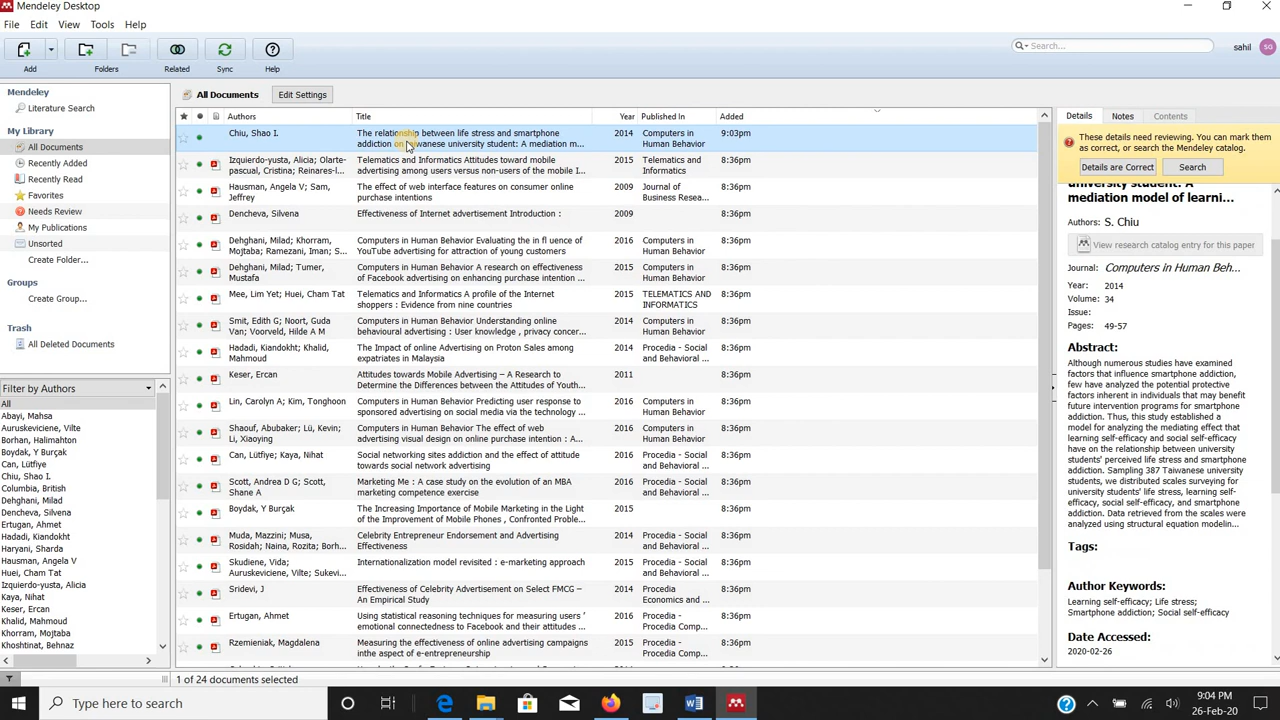 Mendeley Desktop
File Edit View Tools Help
Add Folders Related Sync Help
Search...
sahil SG
Mendeley
Literature Search
My Library
All Documents
Recently Added
Recently Read
Favorites
Needs Review
My Publications
Unsorted
Create Folder...
Groups
Create Group...
Trash
All Deleted Documents
Filter by Authors
All
Abayi, Mahsa
Auruskeviciene, Vilte
Borhan, Halimahton
Boydak, Y Burçak
Can, Lütfiye
Chiu, Shao I.
Columbia, British
Dehghani, Milad
Dencheva, Silvena
Ertugan, Ahmet
Hadadi, Kiandokht
Haryani, Sharda
Hausman, Angela V
Huei, Cham Tat
Izquierdo-yusta, Alicia
Kaya, Nihat
Keser, Ercan
Khalid, Mahmoud
Khorram, Mojtaba
Khoshtinat, Behnaz
All Documents Edit Settings
Authors Title Year Published In Added
Chiu, Shao I. The relationship between life stress and smartphone 2014 Computers in 9:03pm
addiction on taiwanese university student: A mediation m... Human Behavior
Izquierdo-yusta, Alicia; Olarte- Telematics and Informatics Attitudes toward mobile 2015 Telematics and 8:36pm
pascual, Cristina; Reinares-l... advertising among users versus non-users of the mobile I... Informatics
Hausman, Angela V; Sam, The effect of web interface features on consumer online 2009 Journal of 8:36pm
Jeffrey purchase intentions Business Resea...
Dencheva, Silvena Effectiveness of Internet advertisement Introduction : 2009 8:36pm
Dehghani, Milad; Khorram, Computers in Human Behavior Evaluating the in fl uence of 2016 Computers in 8:36pm
Mojtaba; Ramezani, Iman; S... YouTube advertising for attraction of young customers Human Behavior
Dehghani, Milad; Tumer, Computers in Human Behavior A research on effectiveness 2015 Computers in 8:36pm
Mustafa of Facebook advertising on enhancing purchase intention ... Human Behavior
Mee, Lim Yet; Huei, Cham Tat Telematics and Informatics A profile of the Internet 2015 TELEMATICS AND 8:36pm
shoppers : Evidence from nine countries INFORMATICS
Smit, Edith G; Noort, Guda Computers in Human Behavior Understanding online 2014 Computers in 8:36pm
Van; Voorveld, Hilde A M behavioural advertising : User knowledge , privacy concer... Human Behavior
Hadadi, Kiandokht; Khalid, The Impact of online Advertising on Proton Sales among 2014 Procedia - Social 8:36pm
Mahmoud expatriates in Malaysia and Behavioral ...
Keser, Ercan Attitudes towards Mobile Advertising – A Research to 2011 8:36pm
Determine the Differences between the Attitudes of Youth...
Lin, Carolyn A; Kim, Tonghoon Computers in Human Behavior Predicting user response to 2016 Computers in 8:36pm
sponsored advertising on social media via the technology ... Human Behavior
Shaouf, Abubaker; Lü, Kevin; Computers in Human Behavior The effect of web 2016 Computers in 8:36pm
Li, Xiaoying advertising visual design on online purchase intention : A... Human Behavior
Can, Lütfiye; Kaya, Nihat Social networking sites addiction and the effect of attitude 2016 Procedia - Social 8:36pm
towards social network advertising and Behavioral ...
Scott, Andrea D G; Scott, Marketing Me : A case study on the evolution of an MBA 2016 Procedia - Social 8:36pm
Shane A marketing competence exercise and Behavioral ...
Boydak, Y Burçak The Increasing Importance of Mobile Marketing in the Light 2015 8:36pm
of the Improvement of Mobile Phones , Confronted Proble...
Muda, Mazzini; Musa, Celebrity Entrepreneur Endorsement and Advertising 2014 Procedia - Social 8:36pm
Rosidah; Naina, Rozita; Borh... Effectiveness and Behavioral ...
Skudiene, Vida; Internationalization model revisited : e-marketing approach 2015 Procedia - Social 8:36pm
Auruskeviciene, Vilte; Sukevi... and Behavioral ...
Sridevi, J Effectiveness of Celebrity Advertisement on Select FMCG – 2014 Procedia 8:36pm
An Empirical Study Economics and ...
Ertugan, Ahmet Using statistical reasoning techniques for measuring users ’ 2016 Procedia - 8:36pm
emotional connectedness to Facebook and their attitudes ... Procedia Comp...
Rzemieniak, Magdalena Measuring the effectiveness of online advertising campaigns 2015 Procedia - 8:36pm
inthe aspect of e-entrepreneurship Procedia Comp...
1 of 24 documents selected
Details Notes Contents
These details need reviewing. You can mark them
as correct, or search the Mendeley catalog.
Details are Correct Search
university student: A
mediation model of learni...
Authors: S. Chiu
View research catalog entry for this paper
Journal: Computers in Human Beh...
Year: 2014
Volume: 34
Issue:
Pages: 49-57
Abstract:
Although numerous studies have examined
factors that influence smartphone addiction,
few have analyzed the potential protective
factors inherent in individuals that may benefit
future intervention programs for smartphone
addiction. Thus, this study established a
model for analyzing the mediating effect that
learning self-efficacy and social self-efficacy
have on the relationship between university
students' perceived life stress and smartphone
addiction. Sampling 387 Taiwanese university
students, we distributed scales surveying for
university students' life stress, learning self-
efficacy, social self-efficacy, and smartphone
addiction. Data retrieved from the scales were
analyzed using structural equation modelin...
Tags:
Author Keywords:
Learning self-efficacy; Life stress;
Smartphone addiction; Social self-efficacy
Date Accessed:
2020-02-26
Type here to search
9:04 PM
26-Feb-20